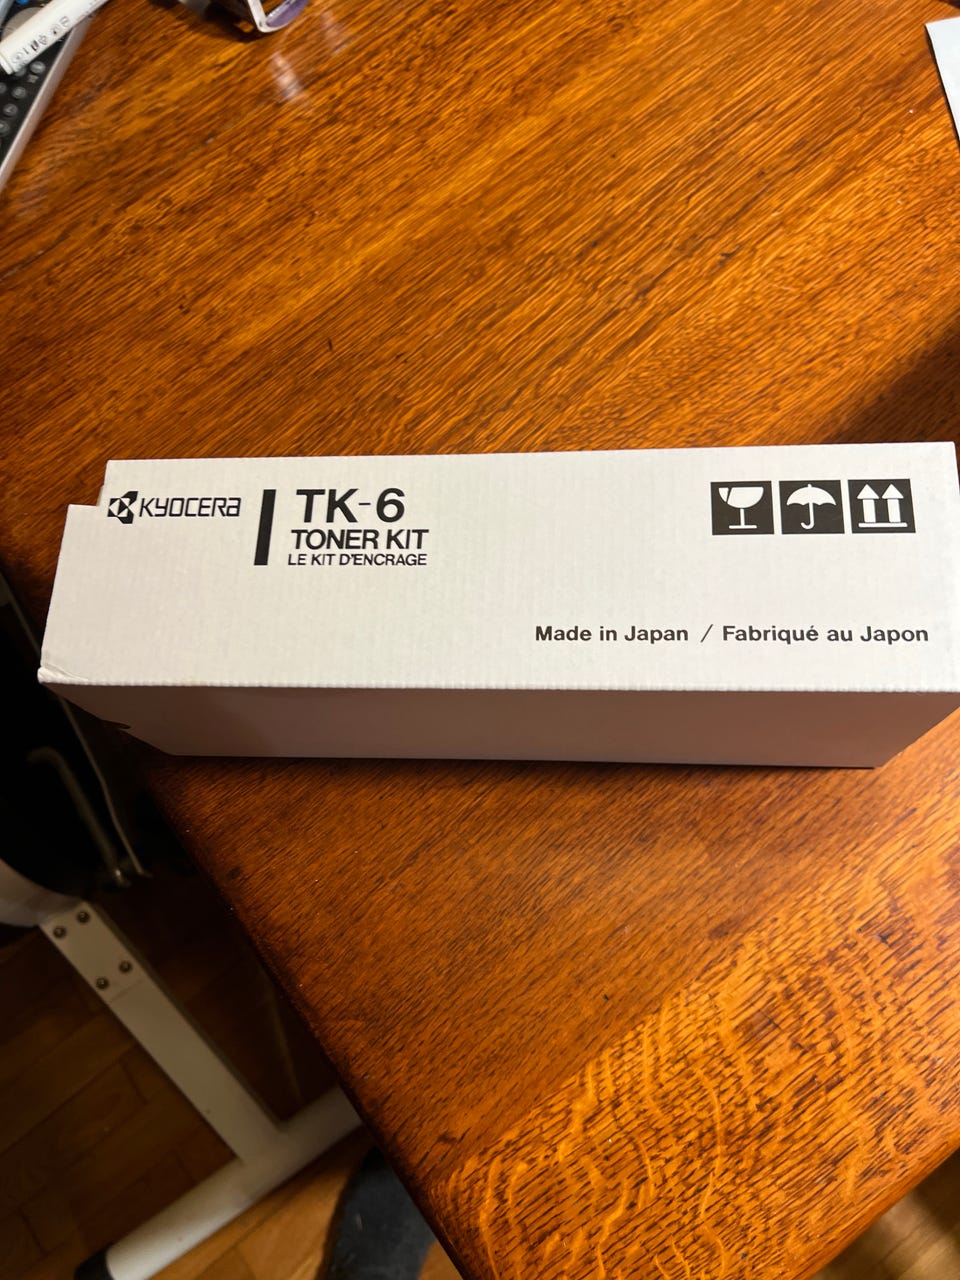 KYOCERA
TK-6
TONER KIT
LE KIT D'ENCRAGE
Made in Japan / Fabriqué au Japon